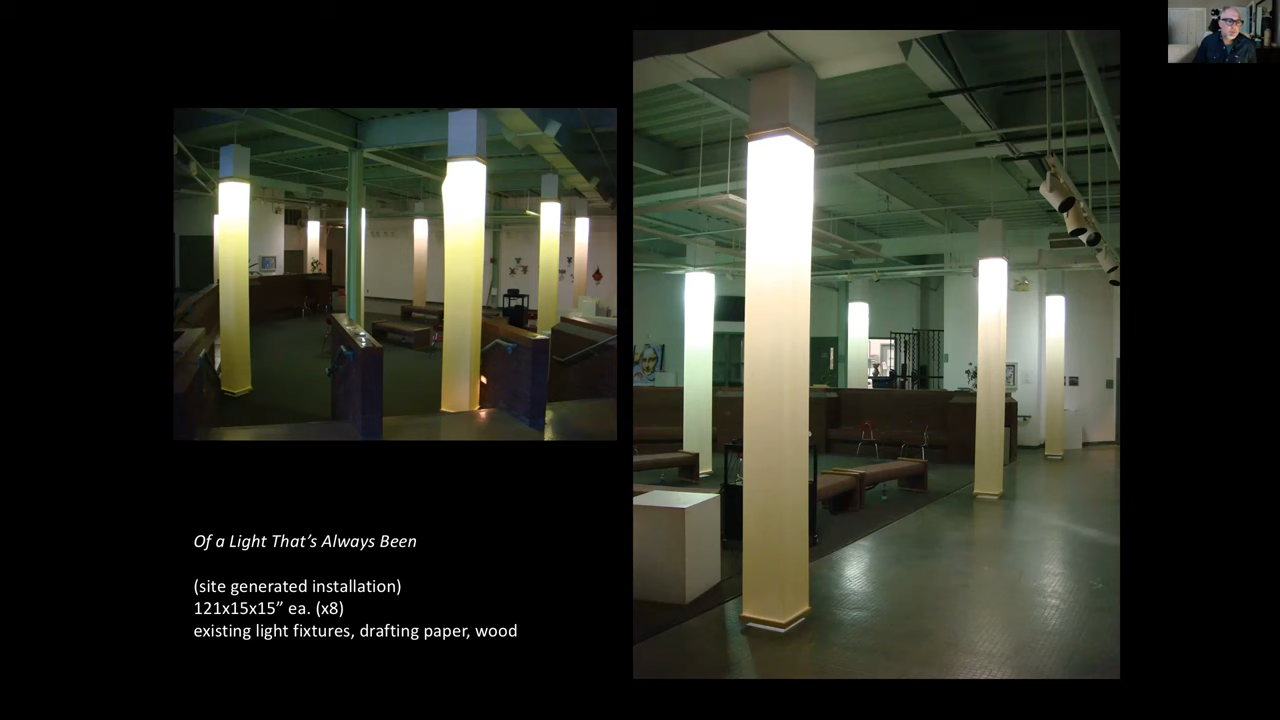 Of a Light That’s Always Been
(site generated installation)
121x15x15” ea. (x8)
existing light fixtures, drafting paper, wood